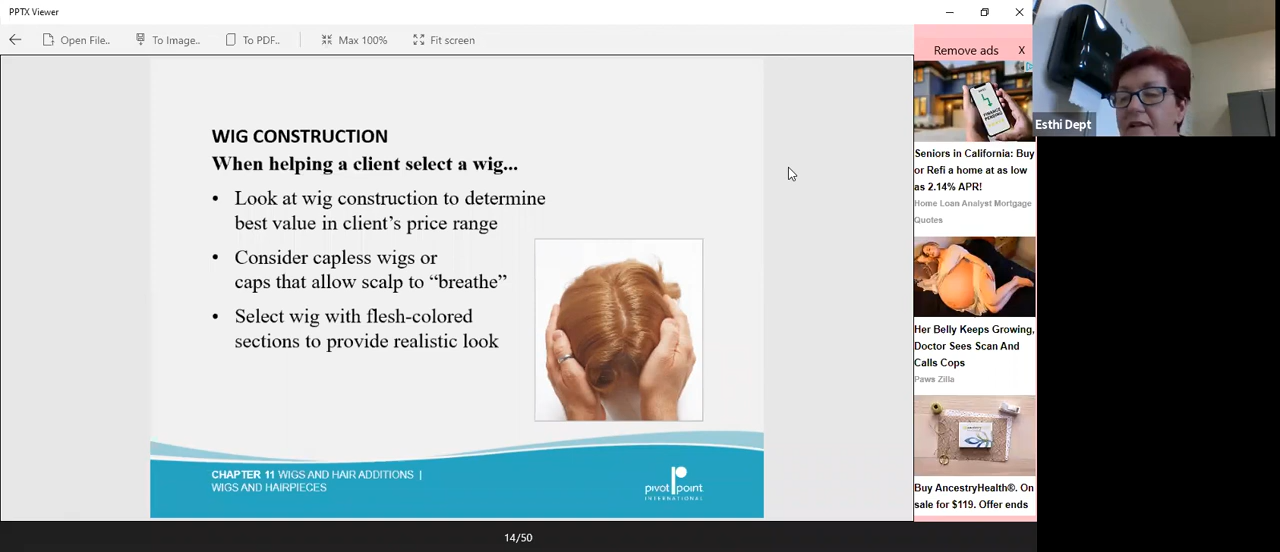 PPTX Viewer
Open File..
To Image..
To PDF..
Max 100%
Fit screen
Remove ads X
Esthi Dept
WIG CONSTRUCTION
When helping a client select a wig...
• Look at wig construction to determine
best value in client’s price range
• Consider capless wigs or
caps that allow scalp to “breathe”
• Select wig with flesh-colored
sections to provide realistic look
CHAPTER 11 WIGS AND HAIR ADDITIONS |
WIGS AND HAIRPIECES
pivot point
INTERNATIONAL
14/50
Seniors in California: Buy
or Refi a home at as low
as 2.14% APR!
Home Loan Analyst Mortgage
Quotes
Her Belly Keeps Growing,
Doctor Sees Scan And
Calls Cops
Paws Zilla
Buy AncestryHealth®. On
sale for $119. Offer ends